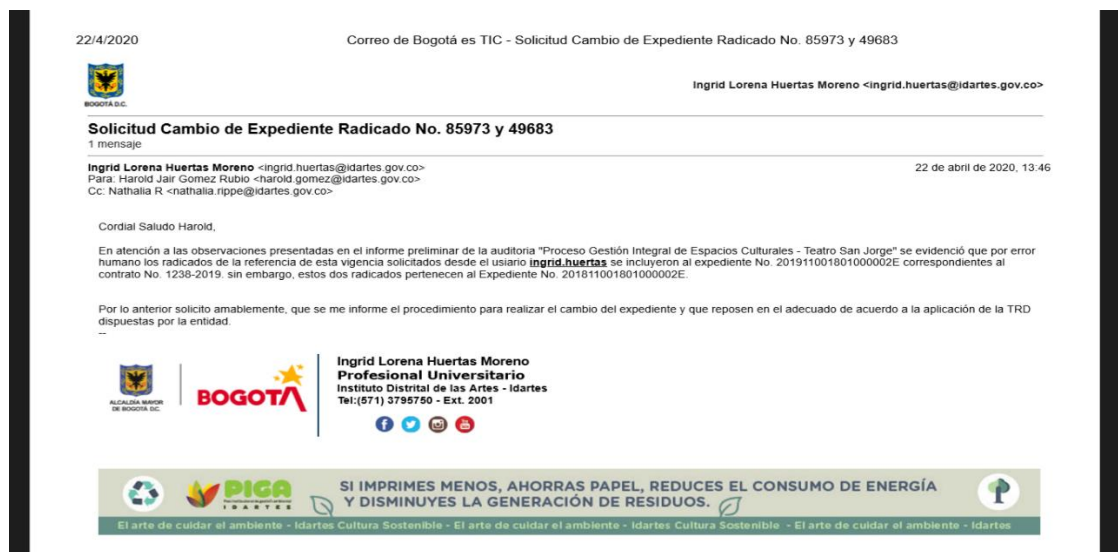 22/4/2020
Correo de Bogotá es TIC - Solicitud Cambio de Expediente Radicado No. 85973 y 49683
BOGOTÁ D.C.
Ingrid Lorena Huertas Moreno <ingrid.huertas@idartes.gov.co>
Solicitud Cambio de Expediente Radicado No. 85973 y 49683
1 mensaje
Ingrid Lorena Huertas Moreno <ingrid.huertas@idartes.gov.co>
22 de abril de 2020, 13:46
Para: Harold Jair Gomez Rubio <harold.gomez@idartes.gov.co>
Cc: Nathalia R <nathalia.rippe@idartes.gov.co>
Cordial Saludo Harold,
En atención a las observaciones presentadas en el informe preliminar de la auditoria "Proceso Gestión Integral de Espacios Culturales - Teatro San Jorge" se evidenció que por error
humano los radicados de la referencia de esta vigencia solicitados desde el usiario ingrid.huertas se incluyeron al expediente No. 201911001801000002E correspondientes al
contrato No. 1238-2019. sin embargo, estos dos radicados pertenecen al Expediente No. 201811001801000002E.
Por lo anterior solicito amablemente, que se me informe el procedimiento para realizar el cambio del expediente y que reposen en el adecuado de acuerdo a la aplicación de la TRD
dispuestas por la entidad.
--
Ingrid Lorena Huertas Moreno
Profesional Universitario
Instituto Distrital de las Artes - Idartes
Tel:(571) 3795750 - Ext. 2001
ALCALDÍA MAYOR
DE BOGOTÁ D.C.
BOGOTÁ
PIGA
IDARTES
SI IMPRIMES MENOS, AHORRAS PAPEL, REDUCES EL CONSUMO DE ENERGÍA
Y DISMINUYES LA GENERACIÓN DE RESIDUOS.
El arte de cuidar el ambiente - Idartes Cultura Sostenible - El arte de cuidar el ambiente - Idartes Cultura Sostenible - El arte de cuidar el ambiente - Idartes